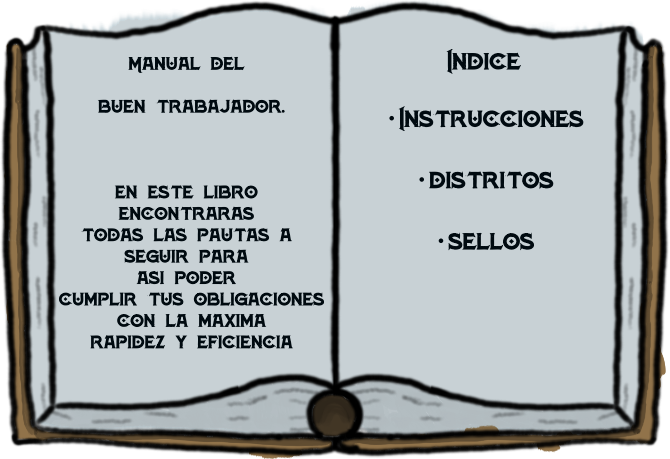 MANUAL DEL
BUEN TRABAJADOR.
EN ESTE LIBRO
ENCONTRARAS
TODAS LAS PAUTAS A
SEGUIR PARA
ASI PODER
CUMPLIR TUS OBLIGACIONES
CON LA MAXIMA
RAPIDEZ Y EFICIENCIA
INDICE
· INSTRUCCIONES
· DISTRITOS
· SELLOS